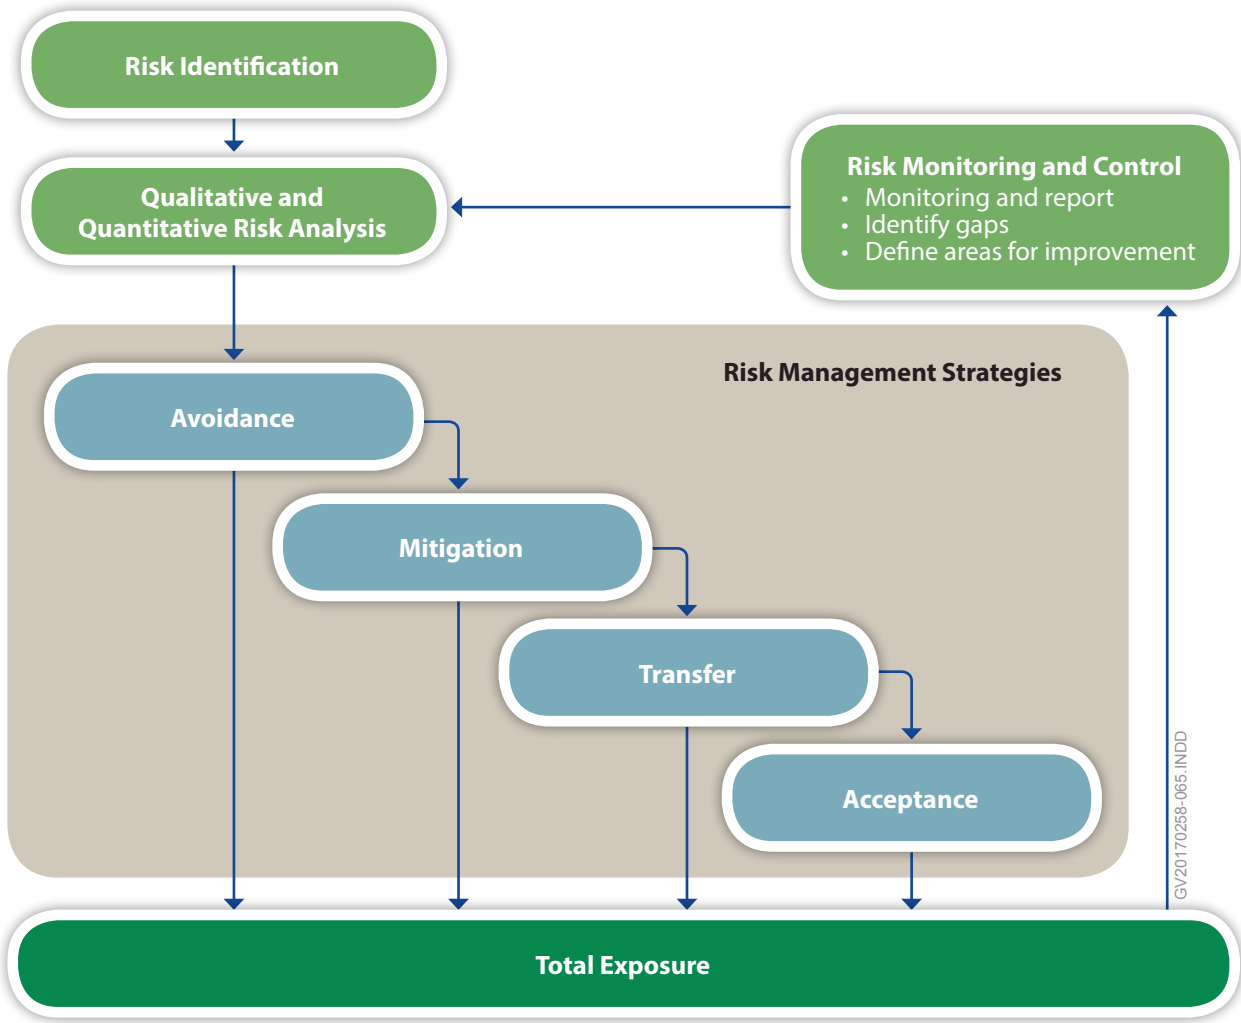 Risk Identification
Qualitative and
Quantitative Risk Analysis
Risk Monitoring and Control
• Monitoring and report
• Identify gaps
• Define areas for improvement
Risk Management Strategies
Avoidance
Mitigation
Transfer
Acceptance
GV20170258-065.INDD
Total Exposure